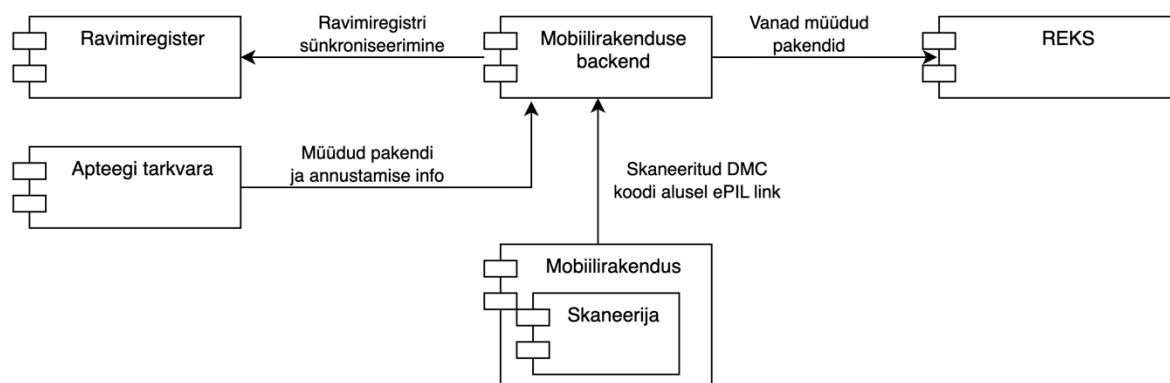 Ravimiregister
Ravimiregistri
sünkroniseerimine
Mobiilirakenduse
backend
Vanad müüdud
pakendid
REKS
Apteegi tarkvara
Müüdud pakendi
ja annustamise info
Skaneeritud DMC
koodi alusel ePIL link
Mobiilirakendus
Skaneerija